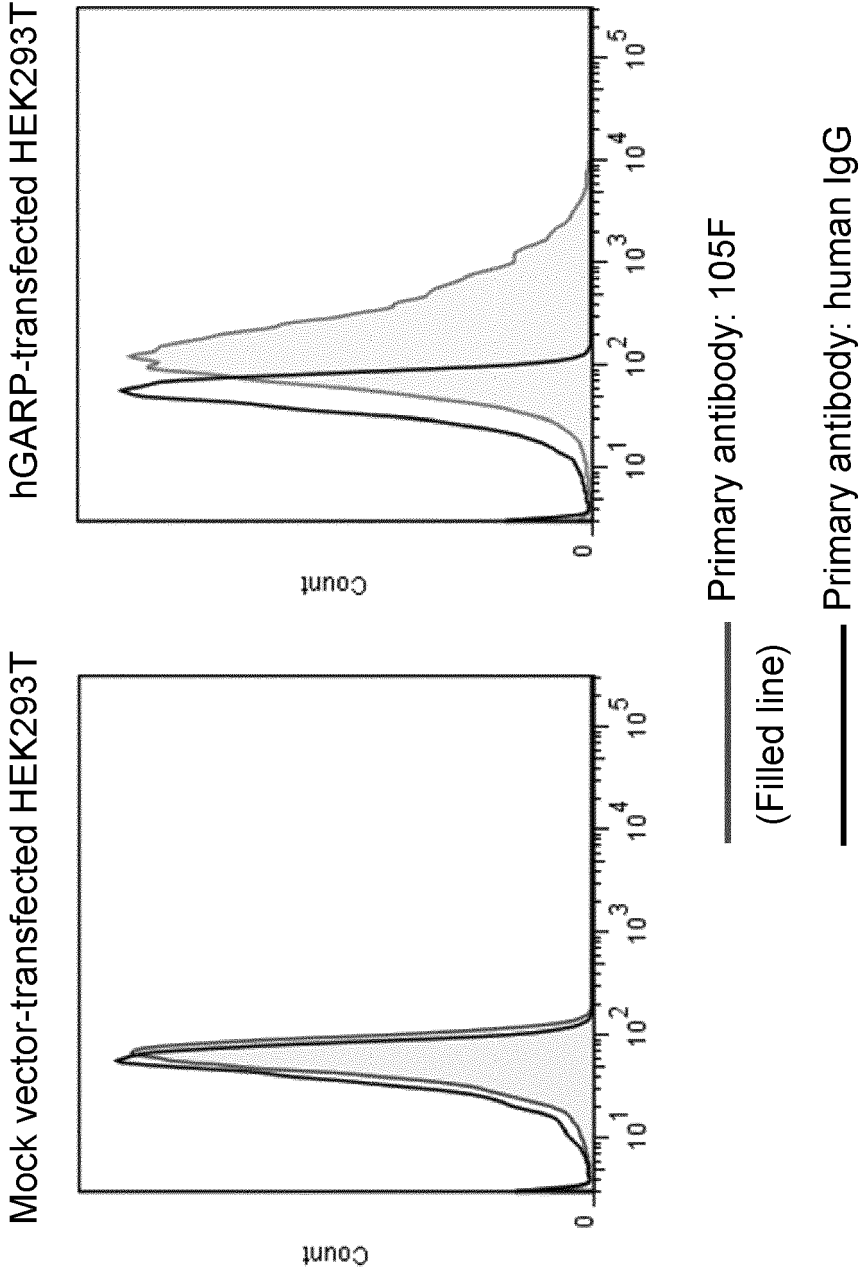 Mock vector-transfected HEK293T
Count
0
10^1
10^2
10^3
10^4
10^5
hGARP-transfected HEK293T
Count
0
10^1
10^2
10^3
10^4
10^5
Primary antibody: 105F
(Filled line)
Primary antibody: human IgG